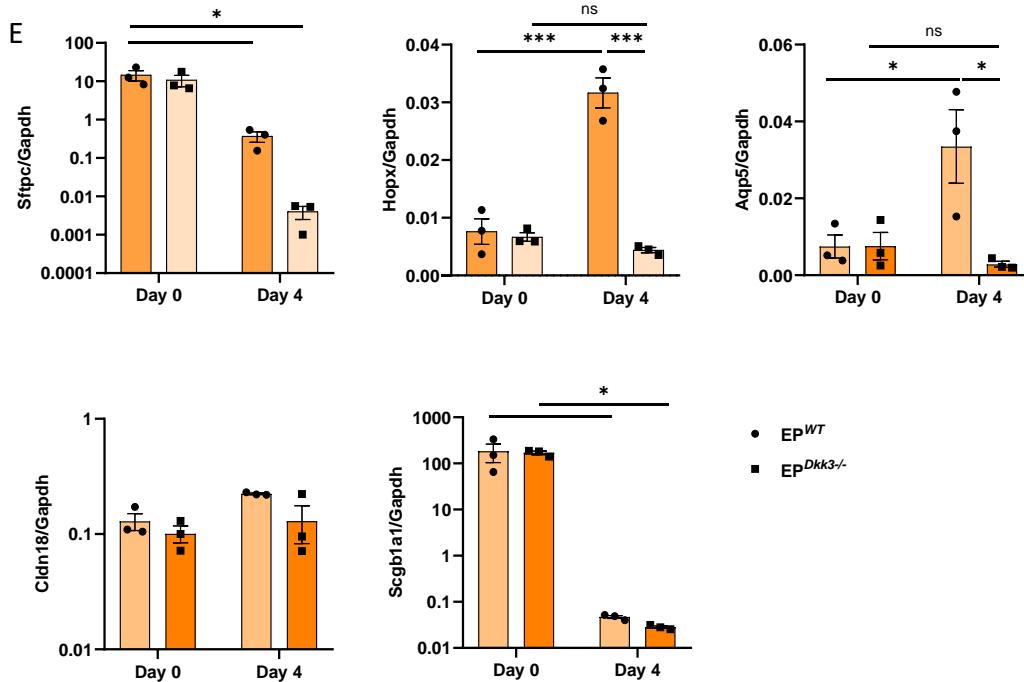 E
*
Sftpc/Gapdh
100
10
1
0.1
0.01
0.001
0.0001
Day 0 Day 4
ns
*** ***
Hopx/Gapdh
0.04
0.03
0.01
0.00
Day 0 Day 4
ns
* *
Aqp5/Gapdh
0.06
0.04
0.02
0.00
Day 0 Day 4
Cldn18/Gapdh
1
0.1
0.01
Day 0 Day 4
*
Scgb1a1/Gapdh
1000
100
10
1
0.1
0.01
Day 0 Day 4
EPWT
EPDkk3-/-